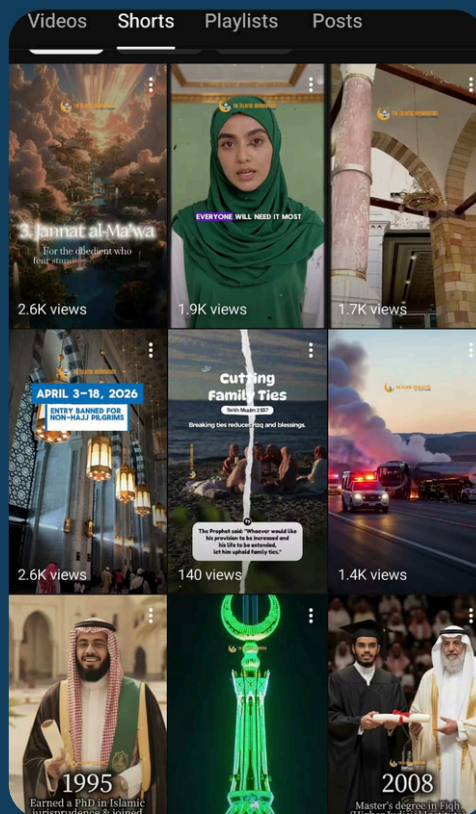 Videos
Shorts
Playlists
Posts
3. Jannat al-Ma'wa
For the obedient who
fear
2.6K views
EVERYONE WILL NEED IT MOST
1.9K views
1.7K views
APRIL 3–18, 2026
ENTRY BANNED FOR
NON-HAJJ PILGRIMS
2.6K views
Cutting
Family Ties
Breaking ties reduces rizq and blessings.
The Prophet said: "Whoever would like
his provision to be increased and
his life to be extended,
let him uphold family ties."
140 views
1.4K views
1995
Earned a PhD in Islamic
jurisprudence & joined
2008
Master's degree in Fiqh